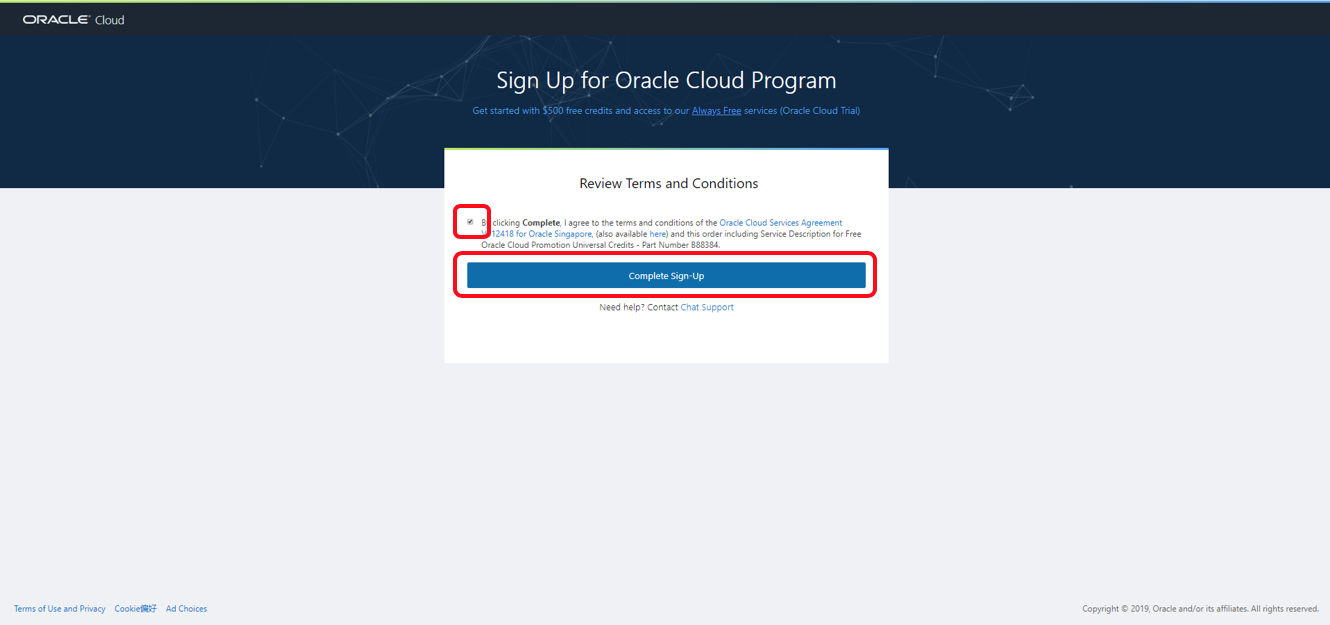 ORACLE® Cloud
Sign Up for Oracle Cloud Program
Get started with $500 free credits and access to our Always Free services (Oracle Cloud Trial)
Review Terms and Conditions
By clicking Complete, I agree to the terms and conditions of the Oracle Cloud Services Agreement
12418 for Oracle Singapore, (also available here) and this order including Service Description for Free
Oracle Cloud Promotion Universal Credits - Part Number B88384.
Complete Sign-Up
Need help? Contact Chat Support
Terms of Use and Privacy Cookie偏好 Ad Choices
Copyright © 2019, Oracle and/or its affiliates. All rights reserved.